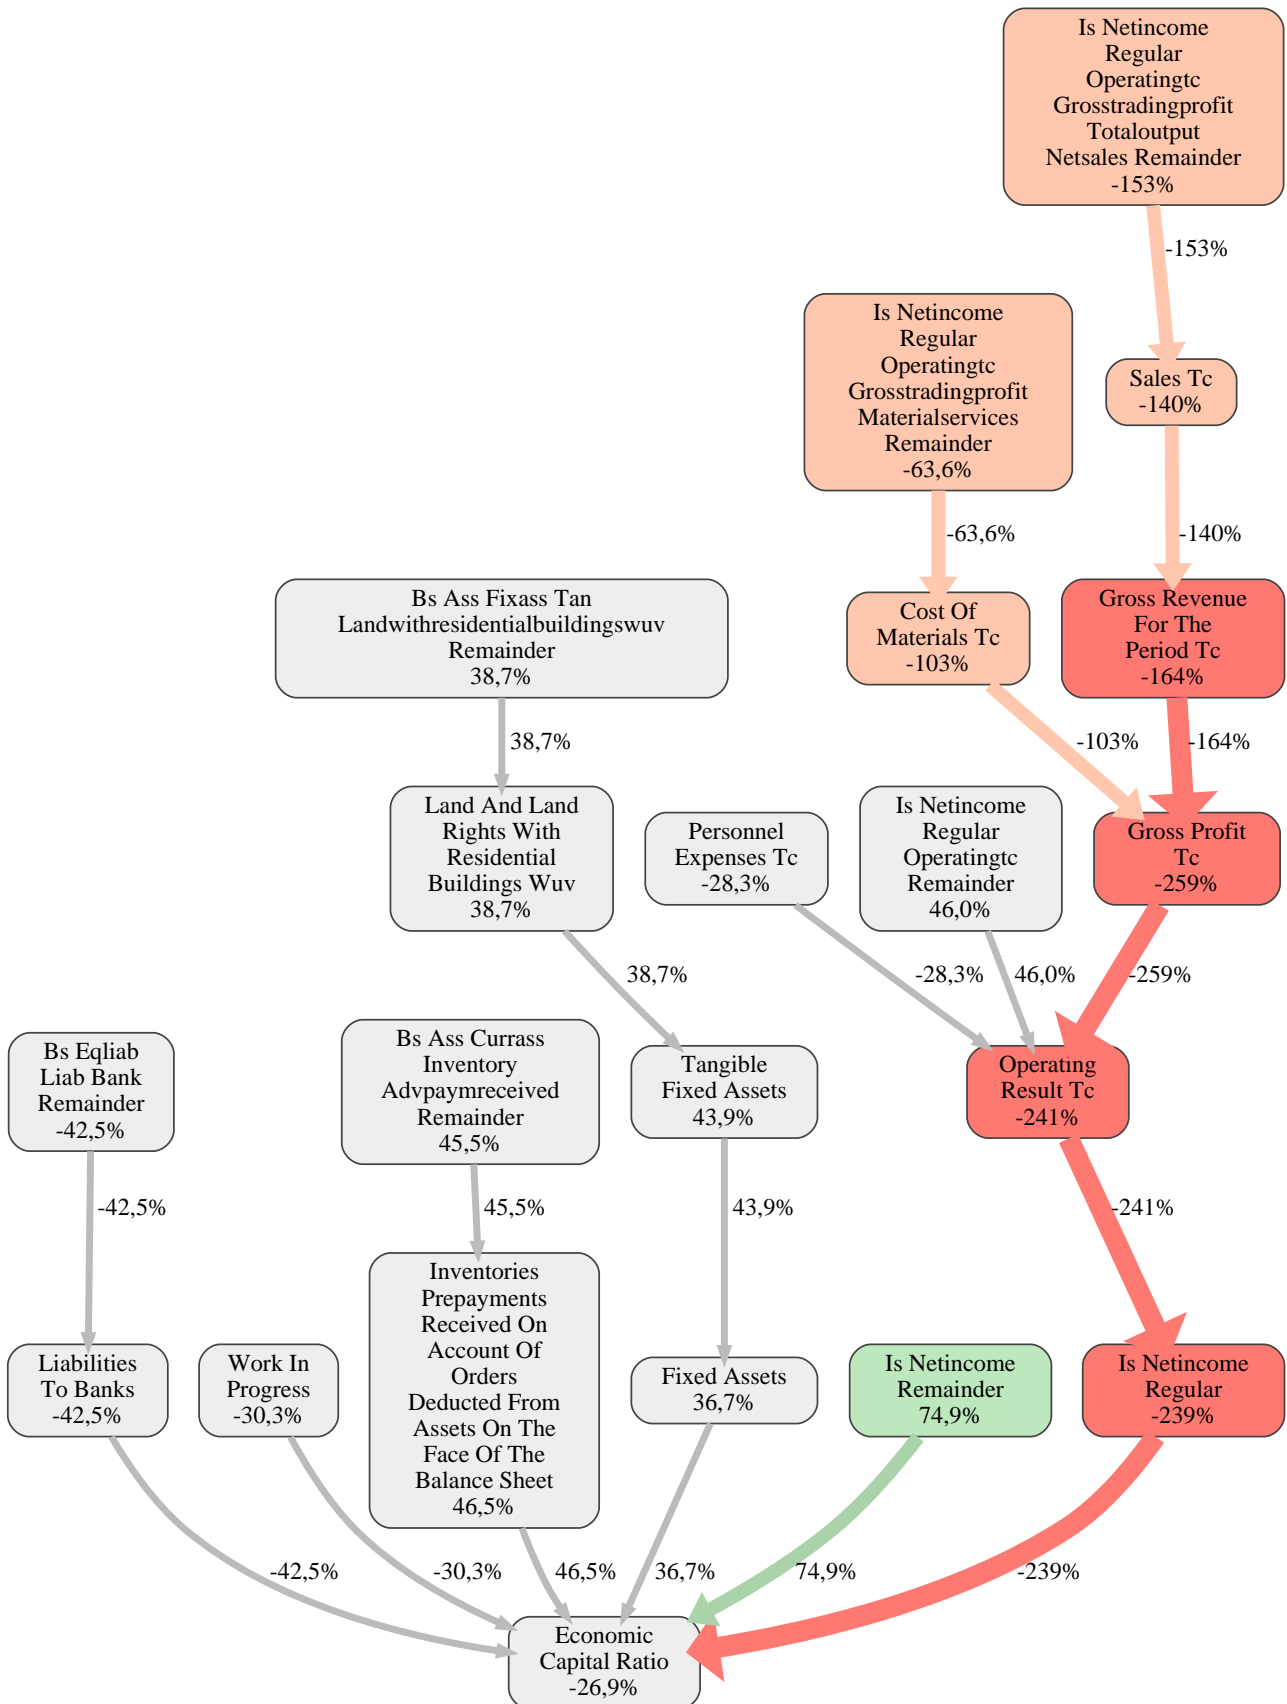 Is Netincome
Regular
Operatingtc
Grosstradingprofit
Totaloutput
Netsales Remainder
-153%
-153%
Is Netincome
Regular
Operatingtc
Grosstradingprofit
Materialservices
Remainder
-63,6%
Sales Tc
-140%
-63,6%
-140%
Bs Ass Fixass Tan
Landwithresidentialbuildingswuv
Remainder
38,7%
Cost Of
Materials Tc
-103%
Gross Revenue
For The
Period Tc
-164%
38,7%
-103%
-164%
Land And Land
Rights With
Residential
Buildings Wuv
38,7%
Personnel
Expenses Tc
-28,3%
Is Netincome
Regular
Operatingtc
Remainder
46,0%
Gross Profit
Tc
-259%
38,7%
-28,3%
46,0%
-259%
Bs Eqliab
Liab Bank
Remainder
-42,5%
Bs Ass Currass
Inventory
Advpaymreceived
Remainder
45,5%
Tangible
Fixed Assets
43,9%
Operating
Result Tc
-241%
-42,5%
45,5%
43,9%
-241%
Liabilities
To Banks
-42,5%
Work In
Progress
-30,3%
Inventories
Prepayments
Received On
Account Of
Orders
Deducted From
Assets On The
Face Of The
Balance Sheet
46,5%
Fixed Assets
36,7%
Is Netincome
Remainder
74,9%
Is Netincome
Regular
-239%
-42,5%
-30,3%
46,5%
36,7%
74,9%
-239%
Economic
Capital Ratio
-26,9%